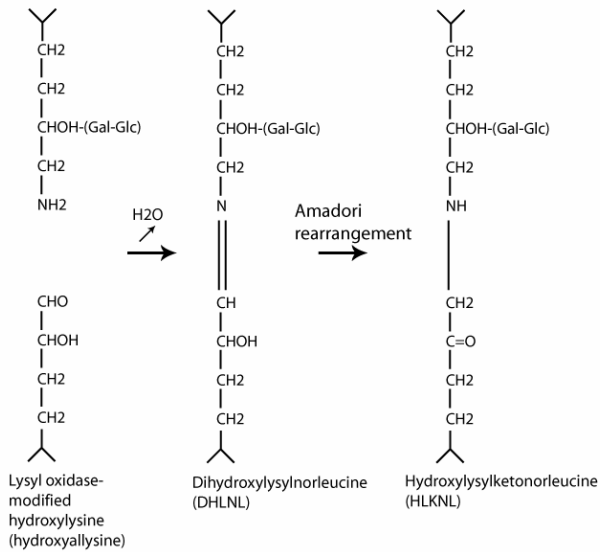 CH2
CH2
CHOH-(Gal-Glc)
CH2
NH2
CHO
CHOH
CH2
CH2
Lysyl oxidase-
modified
hydroxylysine
(hydroxyallysine)
H2O
CH2
CH2
CHOH-(Gal-Glc)
CH2
N
CH
CHOH
CH2
CH2
Dihydroxylysylnorleucine
(DHLNL)
Amadori
rearrangement
CH2
CH2
CHOH-(Gal-Glc)
CH2
NH
CH2
C=O
CH2
CH2
Hydroxylysylketonorleucine
(HLKNL)